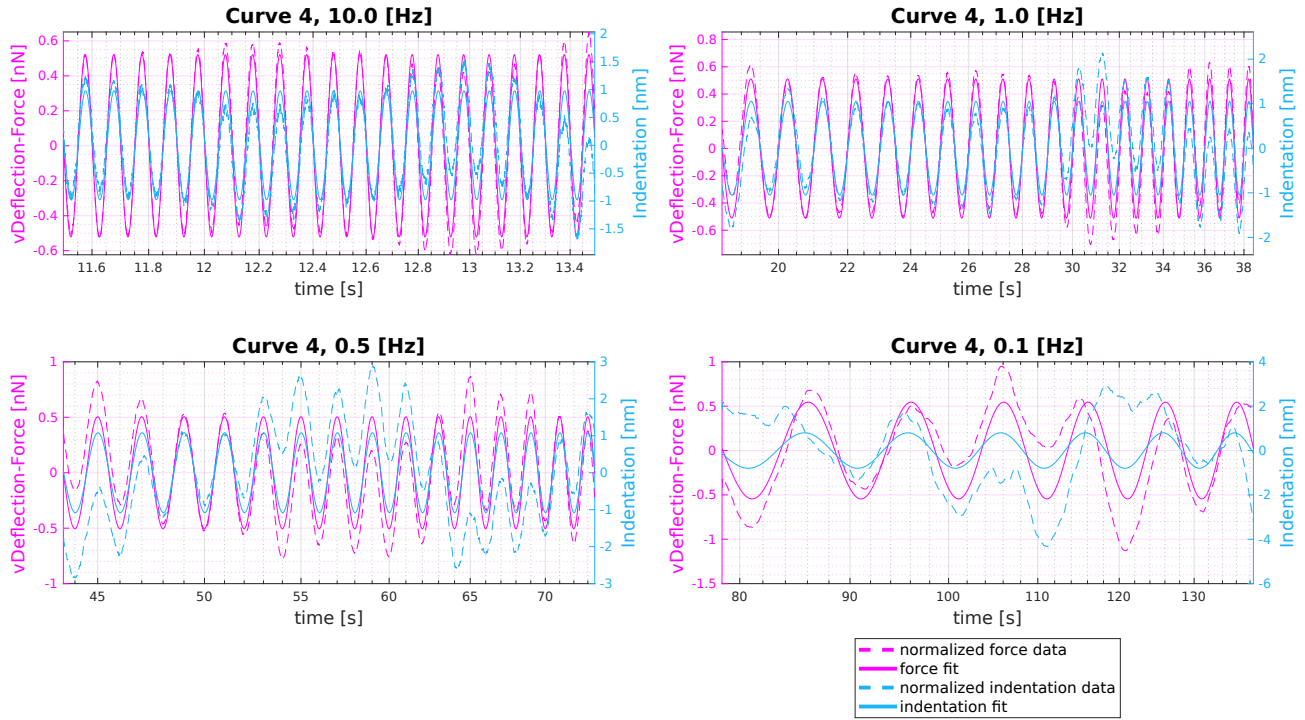 Curve 4, 10.0 [Hz]
vDeflection-Force [nN]
0.6
0.4
0.2
0
-0.2
-0.4
-0.6
2
1.5
1
0.5
0
-0.5
-1
-1.5
Indentation [nm]
11.6 11.8 12 12.2 12.4 12.6 12.8 13 13.2 13.4
time [s]
Curve 4, 1.0 [Hz]
vDeflection-Force [nN]
0.8
0.6
0.4
0.2
0
-0.2
-0.4
-0.6
2
1
0
-1
-2
Indentation [nm]
20 22 24 26 28 30 32 34 36 38
time [s]
Curve 4, 0.5 [Hz]
vDeflection-Force [nN]
1
0.5
0
-0.5
-1
3
2
1
0
-1
-2
-3
Indentation [nm]
45 50 55 60 65 70
time [s]
Curve 4, 0.1 [Hz]
vDeflection-Force [nN]
1
0.5
0
-0.5
-1
-1.5
4
2
0
-2
-4
-6
Indentation [nm]
80 90 100 110 120 130
time [s]
normalized force data
force fit
normalized indentation data
indentation fit